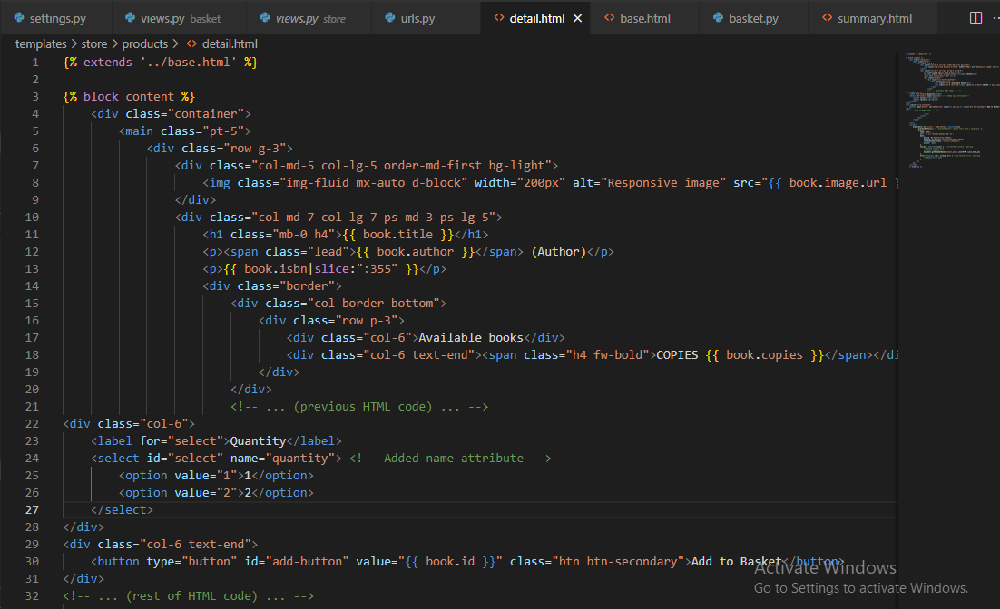 settings.py views.py basket views.py store urls.py detail.html base.html basket.py summary.html
templates > store > products > detail.html
1 {% extends '../base.html' %}
2
3 {% block content %}
4 <div class="container">
5 <main class="pt-5">
6 <div class="row g-3">
7 <div class="col-md-5 col-lg-5 order-md-first bg-light">
8 <img class="img-fluid mx-auto d-block" width="200px" alt="Responsive image" src="{{ book.image.url }
9 </div>
10 <div class="col-md-7 col-lg-7 ps-md-3 ps-lg-5">
11 <h1 class="mb-0 h4">{{ book.title }}</h1>
12 <p><span class="lead">{{ book.author }}</span> (Author)</p>
13 <p>{{ book.isbn|slice:":355" }}</p>
14 <div class="border">
15 <div class="col border-bottom">
16 <div class="row p-3">
17 <div class="col-6">Available books</div>
18 <div class="col-6 text-end"><span class="h4 fw-bold">COPIES {{ book.copies }}</span></di
19 </div>
20 </div>
21 <!-- ... (previous HTML code) ... -->
22 <div class="col-6">
23 <label for="select">Quantity</label>
24 <select id="select" name="quantity"> <!-- Added name attribute -->
25 <option value="1">1</option>
26 <option value="2">2</option>
27 </select>
28 </div>
29 <div class="col-6 text-end">
30 <button type="button" id="add-button" value="{{ book.id }}" class="btn btn-secondary">Add to Basket</button>
31 </div>
32 <!-- ... (rest of HTML code) ... -->
Activate Windows
Go to Settings to activate Windows.